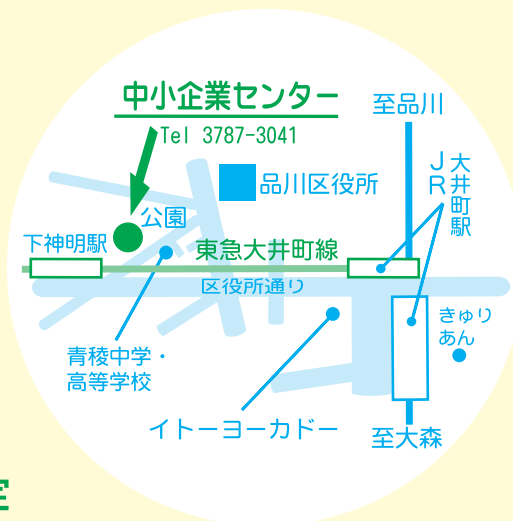 中小企業センター
Tel 3787-3041
至品川
品川区役所
JR大井町駅
公園
下神明駅
東急大井町線
区役所通り
青稜中学・
高等学校
きゅり
あん
イトーヨーカドー
至大森